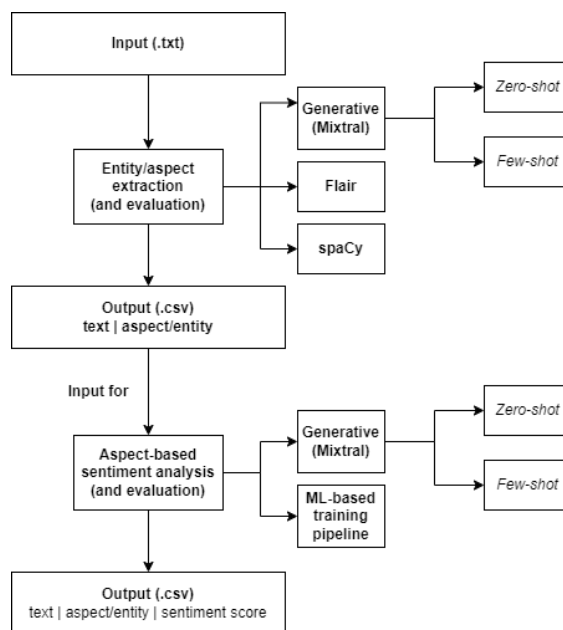 Input (.txt)
Zero-shot
Generative
(Mixtral)
Few-shot
Entity/aspect
extraction
(and evaluation)
Flair
spaCy
Output (.csv)
text | aspect/entity
Input for
Zero-shot
Generative
(Mixtral)
Few-shot
Aspect-based
sentiment analysis
(and evaluation)
ML-based
training
pipeline
Output (.csv)
text | aspect/entity | sentiment score